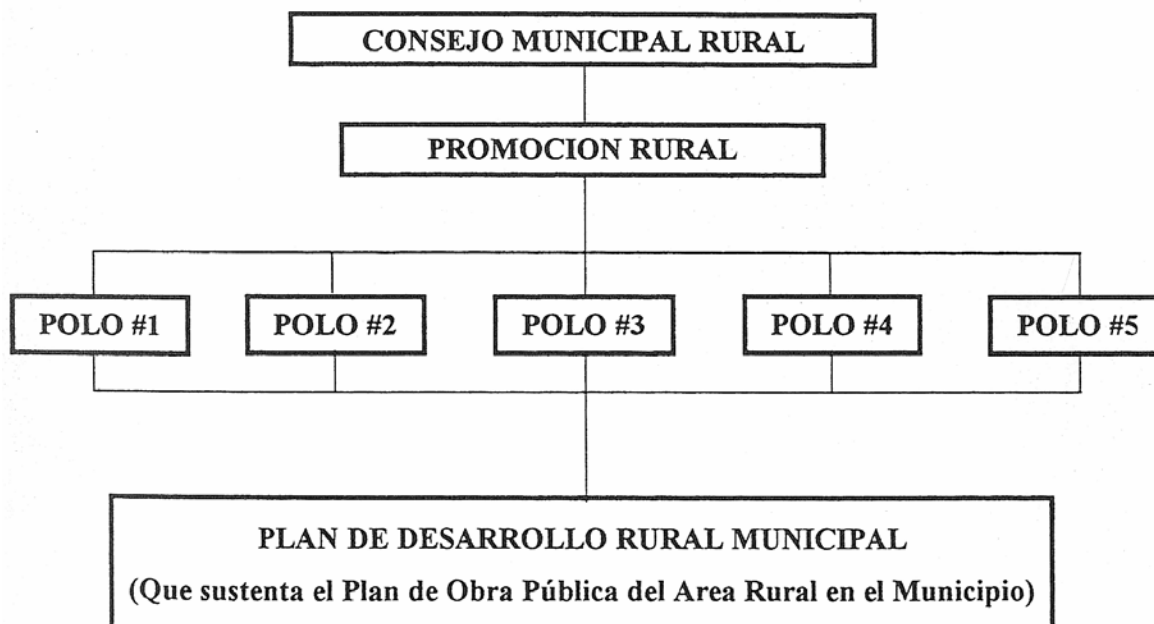 CONSEJO MUNICIPAL RURAL
PROMOCION RURAL
POLO #1 POLO #2 POLO #3 POLO #4 POLO #5
PLAN DE DESARROLLO RURAL MUNICIPAL
(Que sustenta el Plan de Obra Pública del Area Rural en el Municipio)